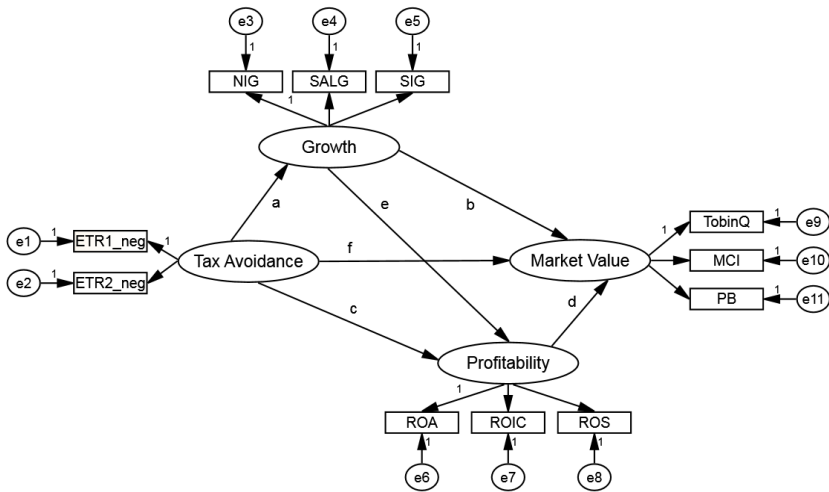 e3 e4 e5
1 1 1
NIG SALG SIG
1
Growth
a e b
e1 1 ETR1_neg 1
e2 1 ETR2_neg
Tax Avoidance
f
Market Value
1 TobinQ 1 e9
MCI 1 e10
PB 1 e11
c d
Profitability
1
ROA ROIC ROS
1 1 1
e6 e7 e8